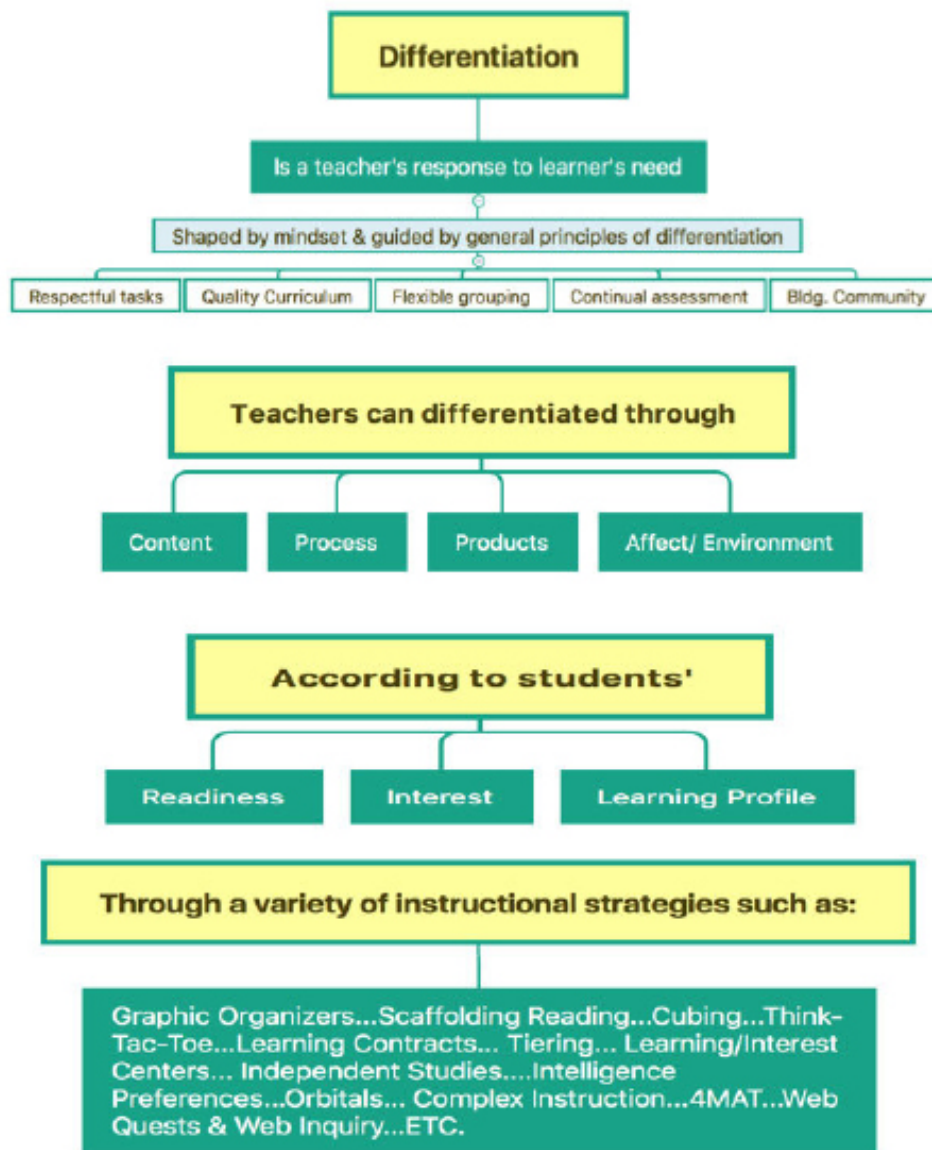 Differentiation
Is a teacher's response to learner's need
Shaped by mindset & guided by general principles of differentiation
Respectful tasks
Quality Curriculum
Flexible grouping
Continual assessment
Bldg. Community
Teachers can differentiated through
Content
Process
Products
Affect/ Environment
According to students'
Readiness
Interest
Learning Profile
Through a variety of instructional strategies such as:
Graphic Organizers...Scaffolding Reading...Cubing...Think-
Tac-Toe...Learning Contracts... Tiering... Learning/Interest
Centers... Independent Studies....Intelligence
Preferences...Orbitals... Complex Instruction...4MAT...Web
Quests & Web Inquiry...ETC.